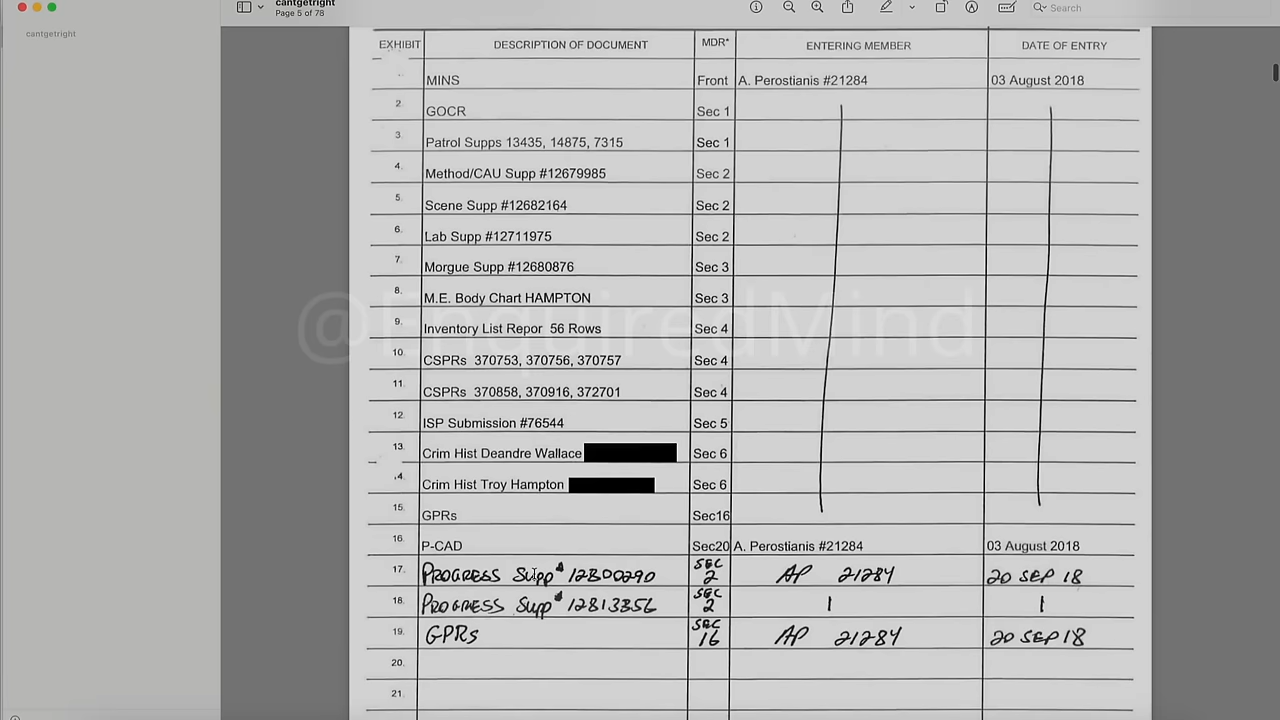 cantgetright
Page 5 of 78
Search
cantgetright
EXHIBIT DESCRIPTION OF DOCUMENT MDR* ENTERING MEMBER DATE OF ENTRY
MINS Front A. Perostianis #21284 03 August 2018
2. GOCR Sec 1
3. Patrol Supps 13435, 14875, 7315 Sec 1
4. Method/CAU Supp #12679985 Sec 2
5. Scene Supp #12682164 Sec 2
6. Lab Supp #12711975 Sec 2
7. Morgue Supp #12680876 Sec 3
8. M.E. Body Chart HAMPTON Sec 3
@EnquiredMind
9. Inventory List Repor 56 Rows Sec 4
10. CSPRs 370753, 370756, 370757 Sec 4
11. CSPRs 370858, 370916, 372701 Sec 4
12. ISP Submission #76544 Sec 5
13. Crim Hist Deandre Wallace Sec 6
.4. Crim Hist Troy Hampton Sec 6
15. GPRs Sec16
16. P-CAD Sec20 A. Perostianis #21284 03 August 2018
17. PROGRESS Supp# 12800290 SEC 2 AP 21284 20 SEP 18
18. PROGRESS Supp# 12813856 SEC 2
19. GPRs SEC 16 AP 21284 20 SEP 18
20.
21.